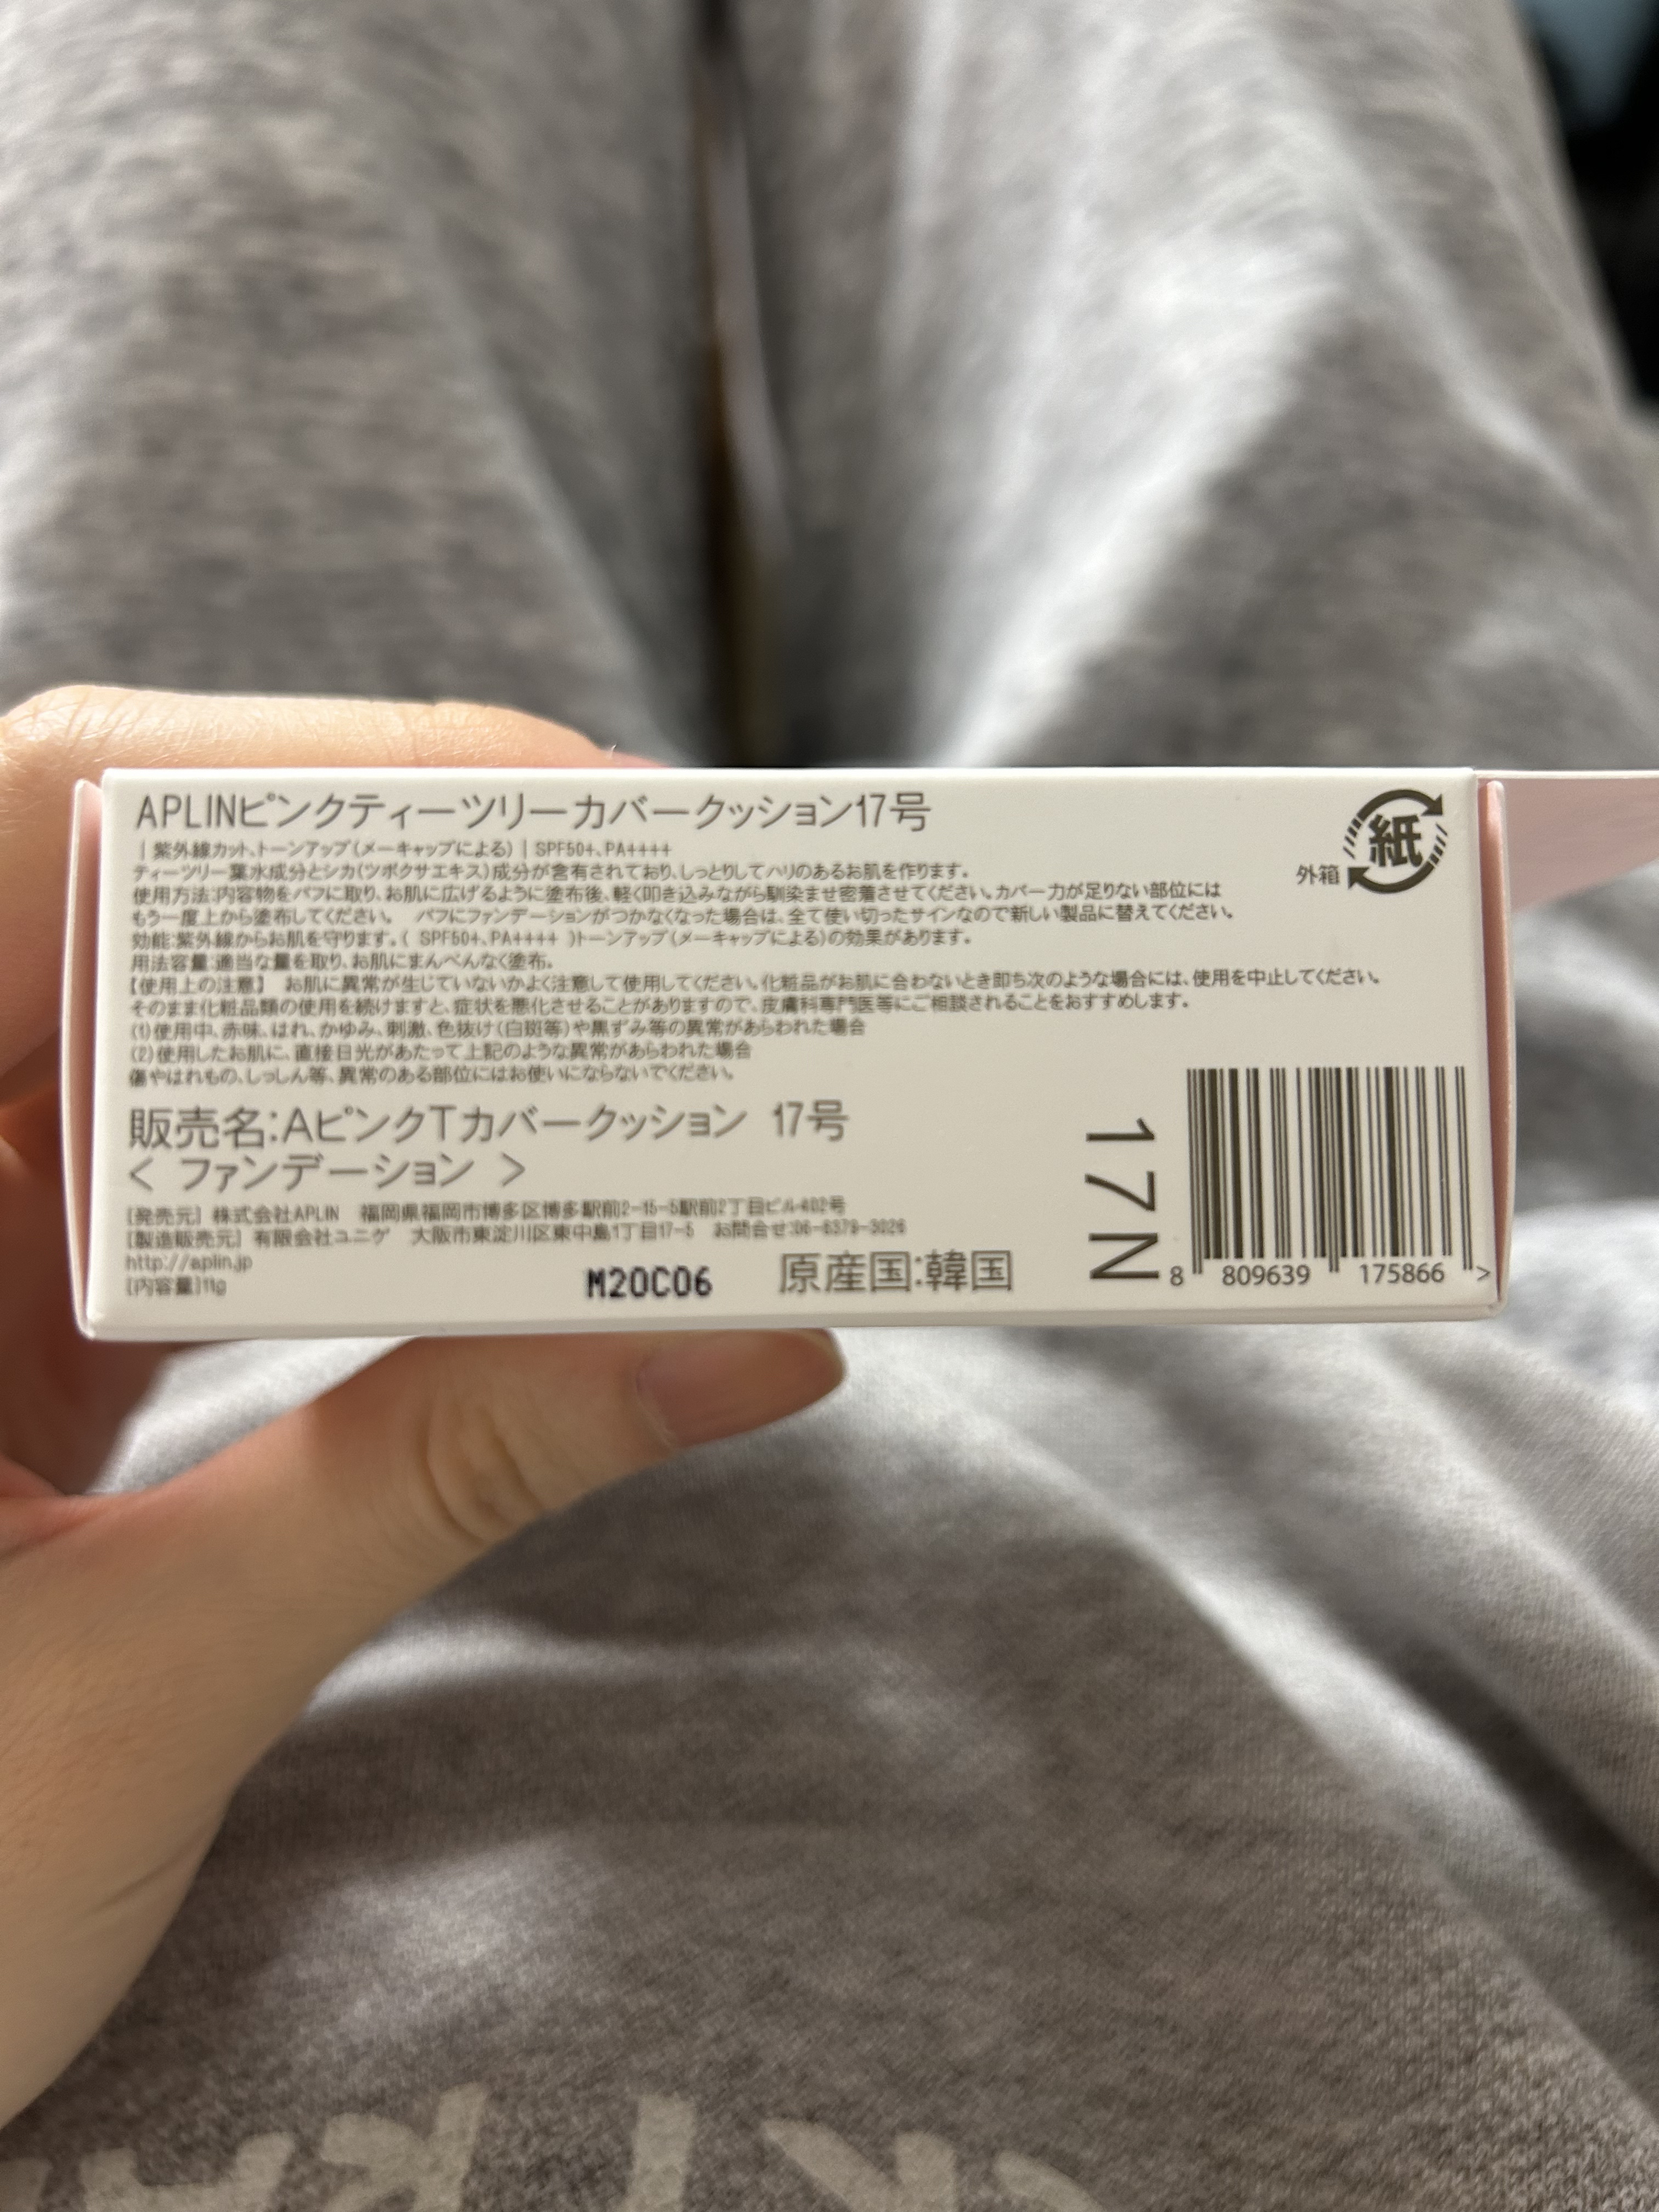 APLINピンクティーツリーカバークッション17号
｜紫外線カット、トーンアップ(メーキャップによる)｜SPF50+、PA++++
ティーツリー葉水成分とシカ(ツボクサエキス)成分が含有されており、しっとりしてハリのあるお肌を作ります。
使用方法:内容物をパフに取り、お肌に広げるように塗布後、軽く叩き込みながら馴染ませ密着させてください。カバー力が足りない部位には
もう一度上から塗布してください。 パフにファンデーションがつかなくなった場合は、全て使い切ったサインなので新しい製品に替えてください。
効能:紫外線からお肌を守ります。( SPF50+、PA++++ )トーンアップ(メーキャップによる)の効果があります。
用法容量:適当な量を取り、お肌にまんべんなく塗布。
【使用上の注意】 お肌に異常が生じていないかよく注意して使用してください。化粧品がお肌に合わないとき即ち次のような場合には、使用を中止してください。
そのまま化粧品類の使用を続けますと、症状を悪化させることがありますので、皮膚科専門医等にご相談されることをおすすめします。
(1)使用中、赤味、はれ、かゆみ、刺激、色抜け(白斑等)や黒ずみ等の異常があらわれた場合
(2)使用したお肌に、直接日光があたって上記のような異常があらわれた場合
傷やはれもの、しっしん等、異常のある部位にはお使いにならないでください。
販売名:AピンクTカバークッション 17号
< ファンデーション >
[発売元] 株式会社APLIN 福岡県福岡市博多区博多駅前2-15-5駅前2丁目ビル402号
[製造販売元] 有限会社ユニゲ 大阪市東淀川区東中島1丁目17-5 お問合せ:06-6379-3026
http://aplin.jp
[内容量]11g
M20C06
原産国:韓国
外箱
紙
17N
8 809639 175866 >